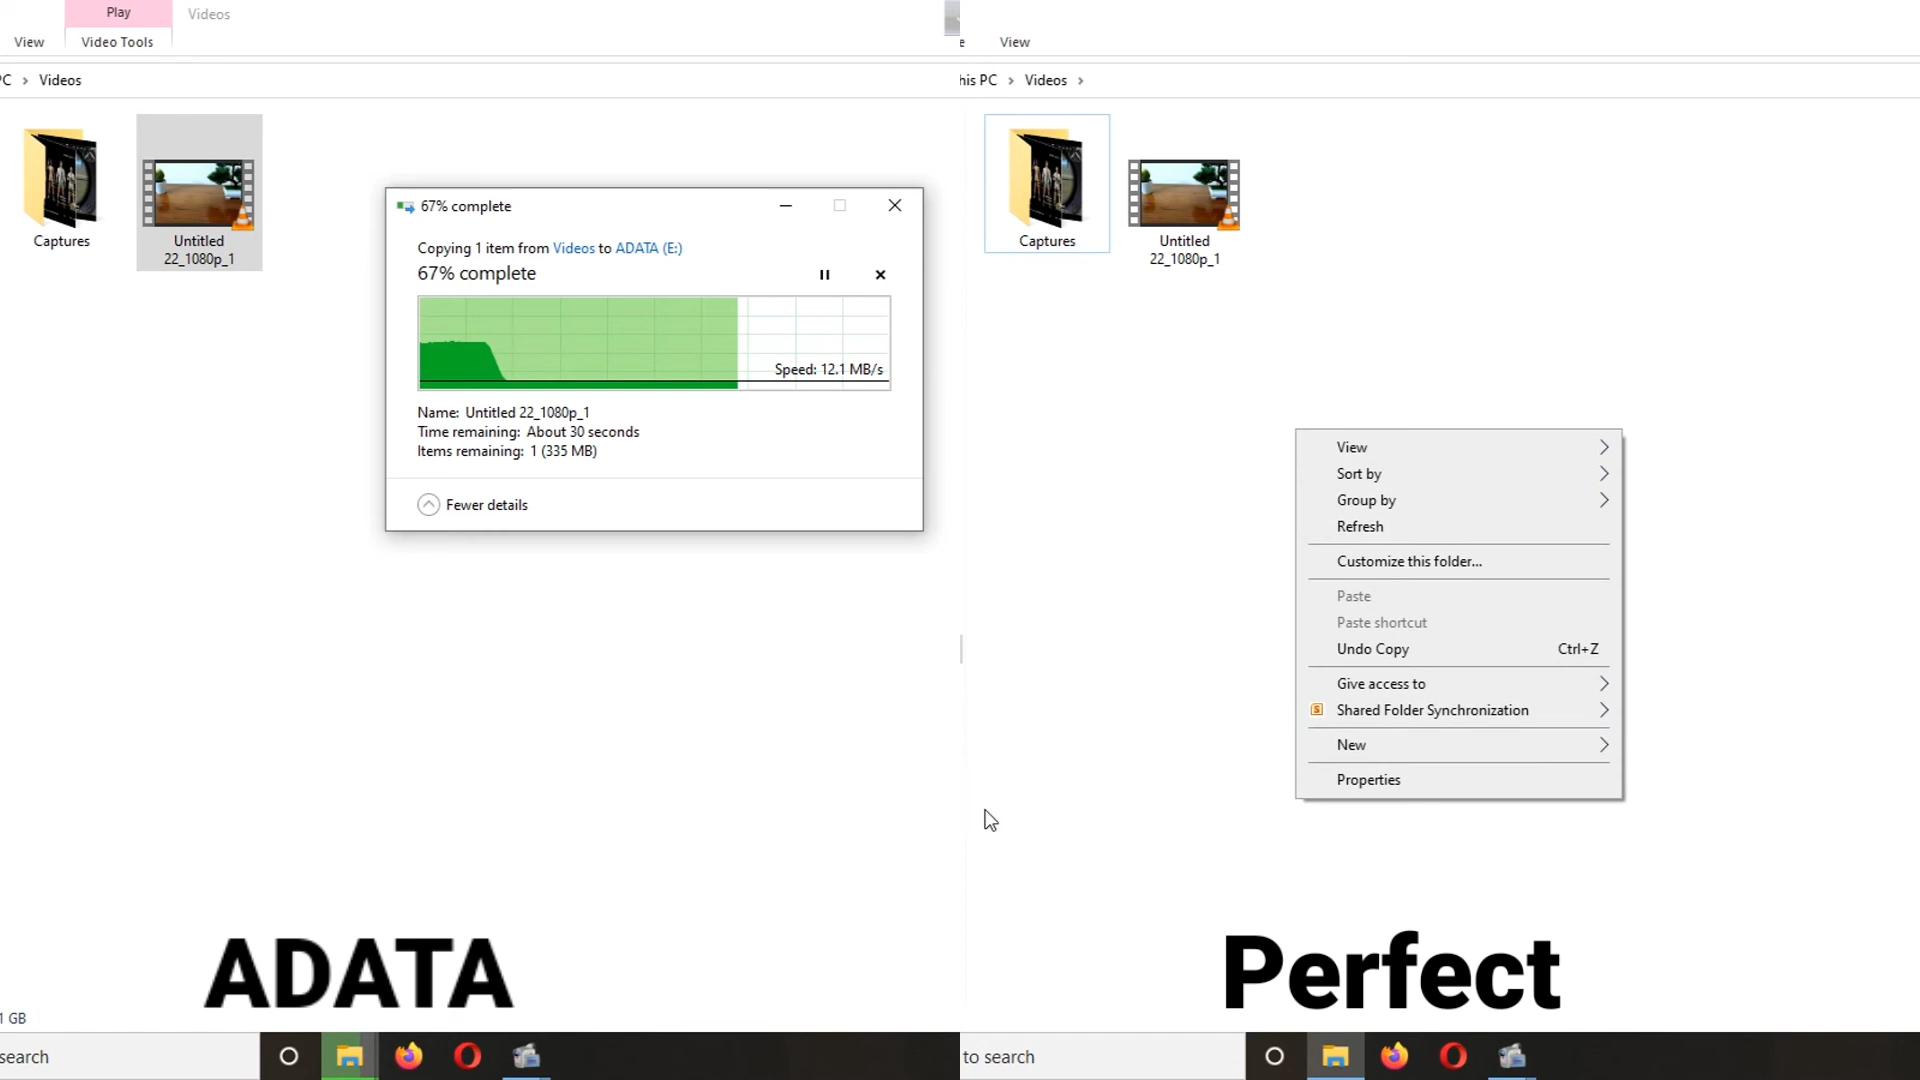 Play
Videos
View
Video Tools
PC > Videos
Captures
Untitled
22_1080p_1
67% complete
Copying 1 item from Videos to ADATA (E:)
67% complete
Speed: 12.1 MB/s
Name: Untitled 22_1080p_1
Time remaining: About 30 seconds
Items remaining: 1 (335 MB)
Fewer details
ADATA
1 GB
search
e
View
his PC > Videos >
Captures
Untitled
22_1080p_1
View
Sort by
Group by
Refresh
Customize this folder...
Paste
Paste shortcut
Undo Copy Ctrl+Z
Give access to
S Shared Folder Synchronization
New
Properties
Perfect
to search